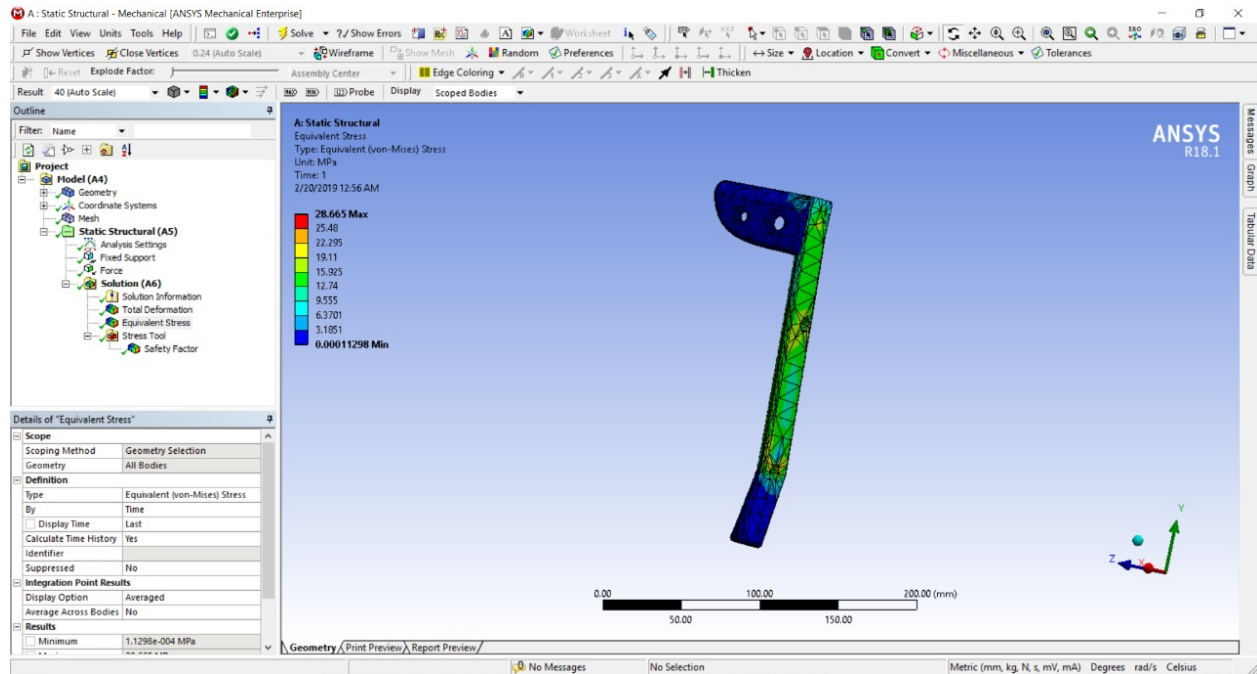 A : Static Structural - Mechanical [ANSYS Mechanical Enterprise]
File Edit View Units Tools Help Solve ?/ Show Errors Worksheet
Show Vertices Close Vertices 0.24 (Auto Scale) Wireframe Show Mesh Random Preferences Size Location Convert Miscellaneous Tolerances
Reset Explode Factor: Assembly Center Edge Coloring Thicken
Result 40 (Auto Scale) Probe Display Scoped Bodies
Outline
Filter: Name
Project
Model (A4)
Geometry
Coordinate Systems
Mesh
Static Structural (A5)
Analysis Settings
Fixed Support
Force
Solution (A6)
Solution Information
Total Deformation
Equivalent Stress
Stress Tool
Safety Factor
Details of "Equivalent Stress"
Scope
Scoping Method Geometry Selection
Geometry All Bodies
Definition
Type Equivalent (von-Mises) Stress
By Time
Display Time Last
Calculate Time History Yes
Identifier
Suppressed No
Integration Point Results
Display Option Averaged
Average Across Bodies No
Results
Minimum 1.1298e-004 MPa
A: Static Structural
Equivalent Stress
Type: Equivalent (von-Mises) Stress
Unit: MPa
Time: 1
2/20/2019 12:56 AM
28.665 Max
25.48
22.295
19.11
15.925
12.74
9.555
6.3701
3.1851
0.00011298 Min
ANSYS
R18.1
Y
Z
X
0.00 100.00 200.00 (mm)
50.00 150.00
Geometry Print Preview Report Preview
Messages
Graph
Tabular Data
No Messages No Selection Metric (mm, kg, N, s, mV, mA) Degrees rad/s Celsius